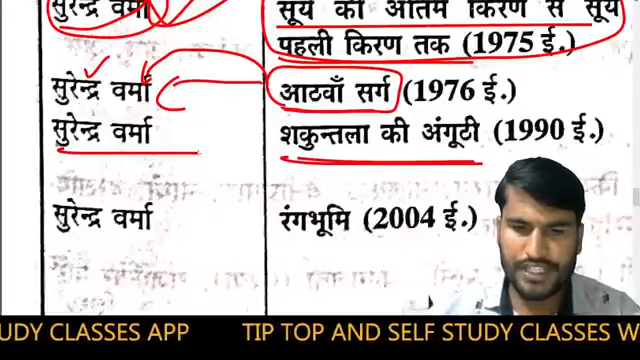 सुरेन्द्र वर्मा सूर्य की अंतिम किरण से सूर्य
पहली किरण तक (1975 ई.)
सुरेन्द्र वर्मा आठवाँ सर्ग (1976 ई.)
सुरेन्द्र वर्मा शकुन्तला की अंगूटी (1990 ई.)
सुरेन्द्र वर्मा रंगभूमि (2004 ई.)
UDY CLASSES APP TIP TOP AND SELF STUDY CLASSES W